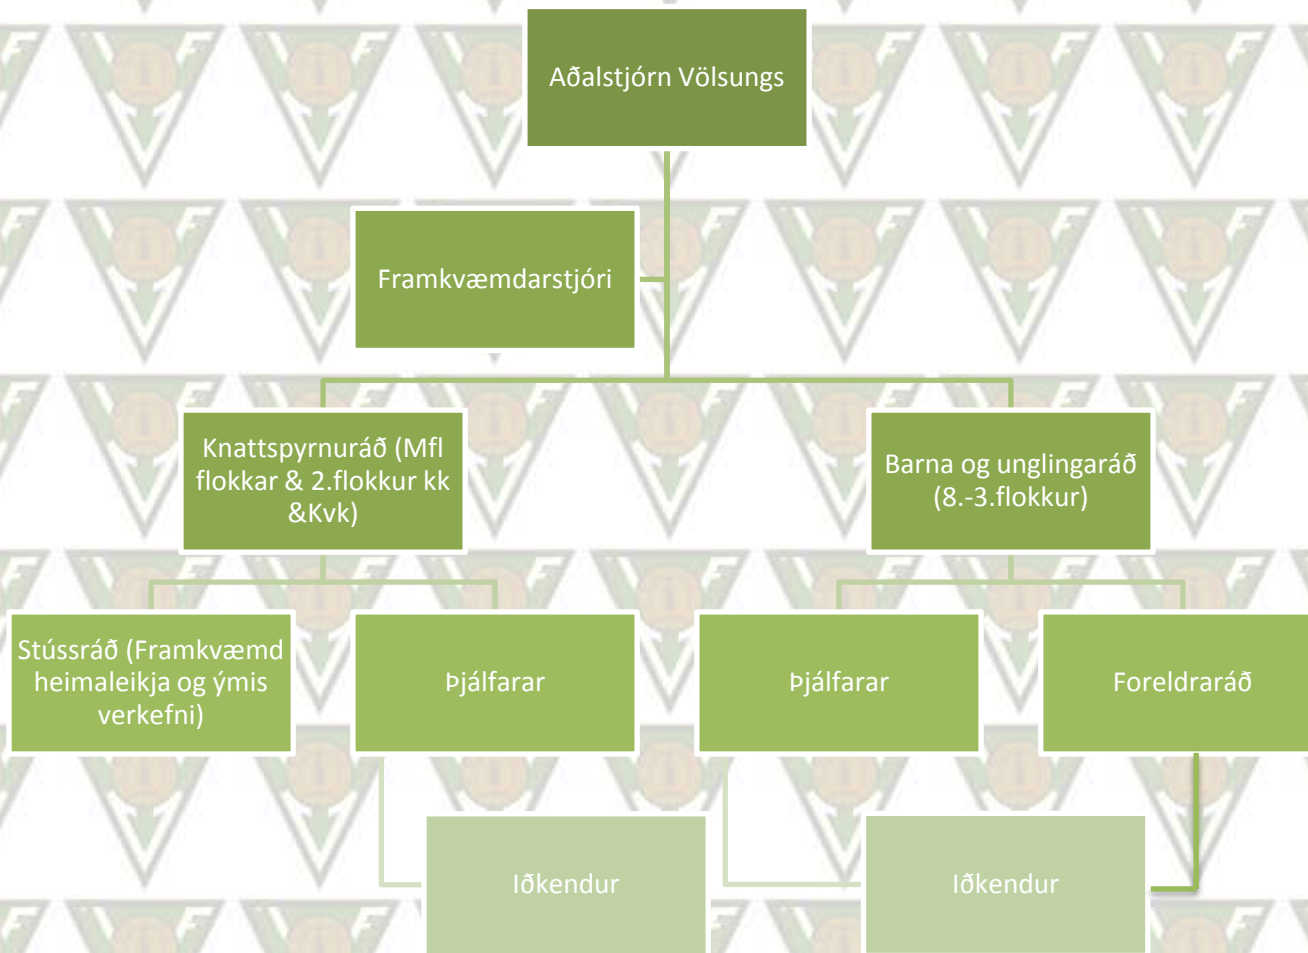 Aðalstjórn Völsungs
Framkvæmdarstjóri
Knattspyrnuráð (Mfl
flokkar & 2.flokkur kk
&Kvk)
Barna og unglingaráð
(8.-3.flokkur)
Stússráð (Framkvæmd
heimaleikja og ýmis
verkefni)
Þjálfarar
Þjálfarar
Foreldraráð
Iðkendur
Iðkendur